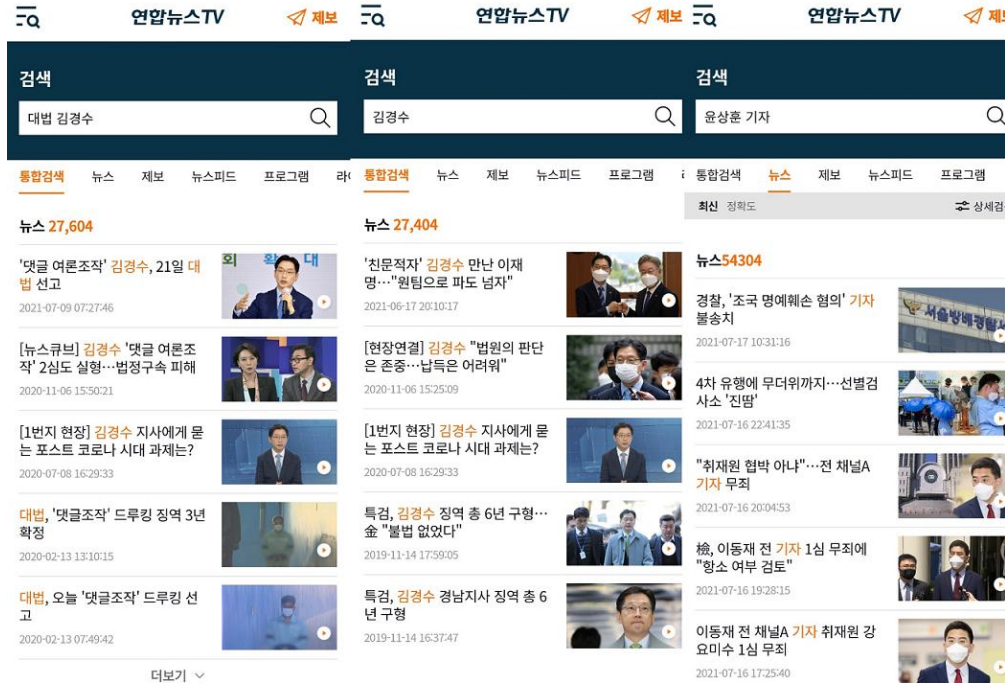 연합뉴스TV
제보
검색
대법 김경수
통합검색 뉴스 제보 뉴스피드 프로그램
뉴스 27,604
'댓글 여론조작' 김경수, 21일 대
법 선고
2021-07-09 07:27:46
[뉴스큐브] 김경수 '댓글 여론조
작' 2심도 실형…법정구속 피해
2020-11-06 15:50:21
[1번지 현장] 김경수 지사에게 묻
는 포스트 코로나 시대 과제는?
2020-07-08 16:29:33
대법, '댓글조작' 드루킹 징역 3년
확정
2020-02-13 13:10:15
대법, 오늘 '댓글조작' 드루킹 선
고
2020-02-13 07:49:42
더보기
연합뉴스TV
제보
검색
김경수
통합검색 뉴스 제보 뉴스피드 프로그램
뉴스 27,404
'친문적자' 김경수 만난 이재
명…"원팀으로 파도 넘자"
2021-06-17 20:10:17
[현장연결] 김경수 "법원의 판단
은 존중…납득은 어려워"
2020-11-06 15:25:09
[1번지 현장] 김경수 지사에게 묻
는 포스트 코로나 시대 과제는?
2020-07-08 16:29:33
특검, 김경수 징역 총 6년 구형…
金 "불법 없었다"
2019-11-14 17:59:05
특검, 김경수 경남지사 징역 총 6
년 구형
2019-11-14 16:37:47
연합뉴스TV
검색
윤상훈 기자
통합검색 뉴스 제보 뉴스피드 프로그램
최신 정확도 상세검
뉴스54304
경찰, '조국 명예훼손 혐의' 기자
불송치
2021-07-17 10:31:16
4차 유행에 무더위까지…선별검
사소 '진땀'
2021-07-16 22:41:35
"취재원 협박 아냐"…전 채널A
기자 무죄
2021-07-16 20:04:53
檢, 이동재 전 기자 1심 무죄에
"항소 여부 검토"
2021-07-16 19:28:15
이동재 전 채널A 기자 취재원 강
요미수 1심 무죄
2021-07-16 17:25:40